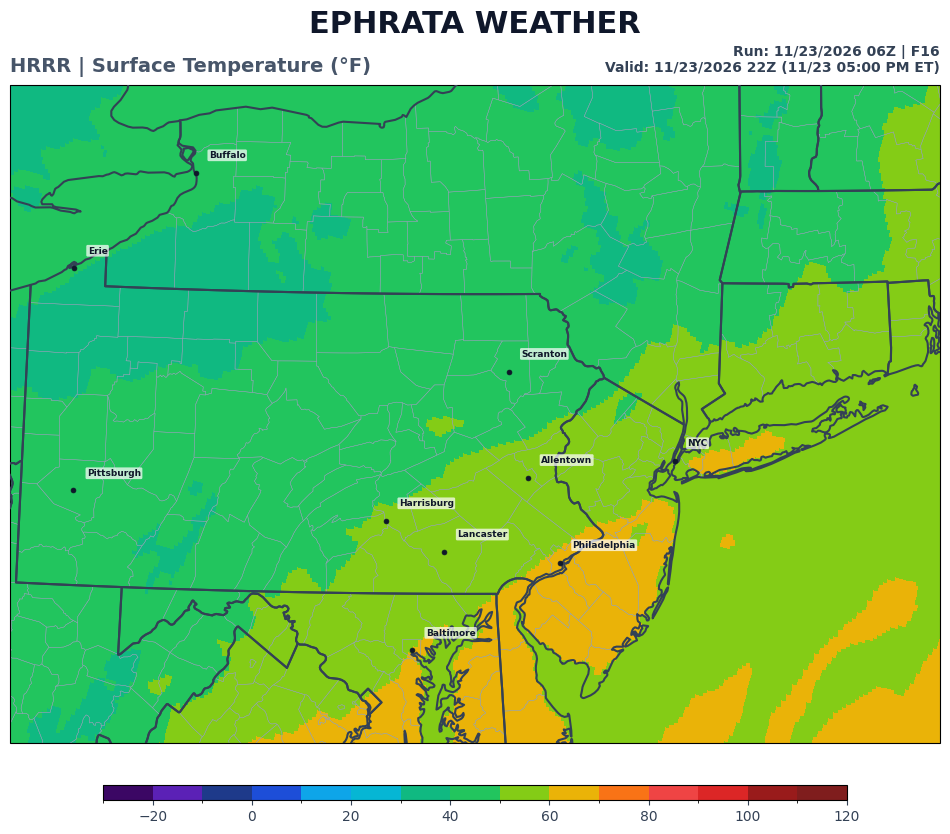 EPHRATA WEATHER
HRRR | Surface Temperature (°F)
Run: 11/23/2026 06Z | F16
Valid: 11/23/2026 22Z (11/23 05:00 PM ET)
Buffalo
Erie
Scranton
NYC
Allentown
Pittsburgh
Harrisburg
Lancaster
Philadelphia
Baltimore
−20 0 20 40 60 80 100 120